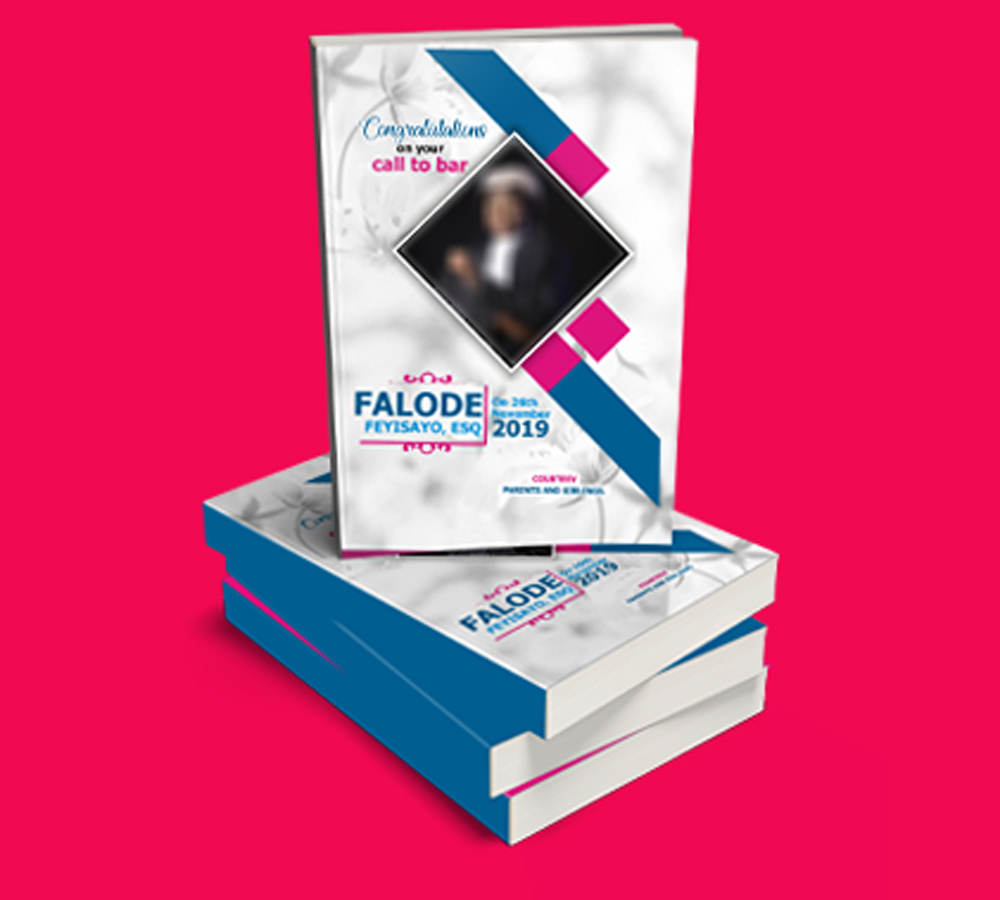 Congratulations
on your
call to bar
FALODE
FEYISAYO, ESQ
On 26th
November
2019
COURTESY
PARENTS AND SIBLINGS.
FALODE
FEYISAYO, ESQ
2019